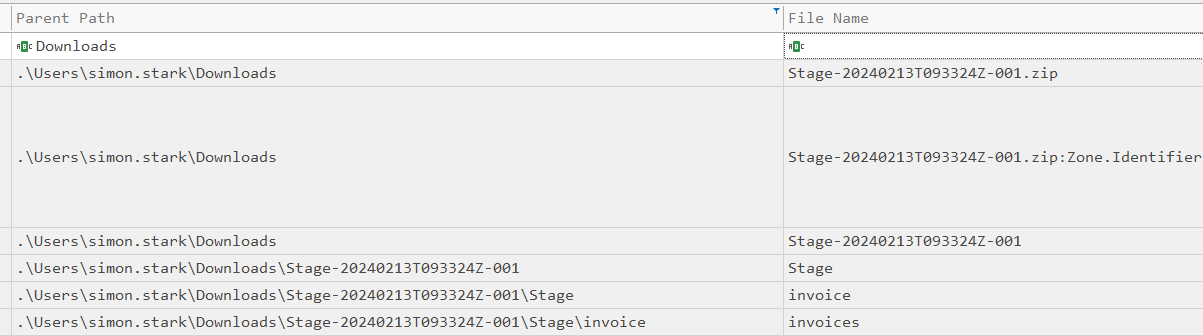 Parent Path File Name
ABC Downloads ABC
.\Users\simon.stark\Downloads Stage-20240213T093324Z-001.zip
.\Users\simon.stark\Downloads Stage-20240213T093324Z-001.zip:Zone.Identifier
.\Users\simon.stark\Downloads Stage-20240213T093324Z-001
.\Users\simon.stark\Downloads\Stage-20240213T093324Z-001 Stage
.\Users\simon.stark\Downloads\Stage-20240213T093324Z-001\Stage invoice
.\Users\simon.stark\Downloads\Stage-20240213T093324Z-001\Stage\invoice invoices